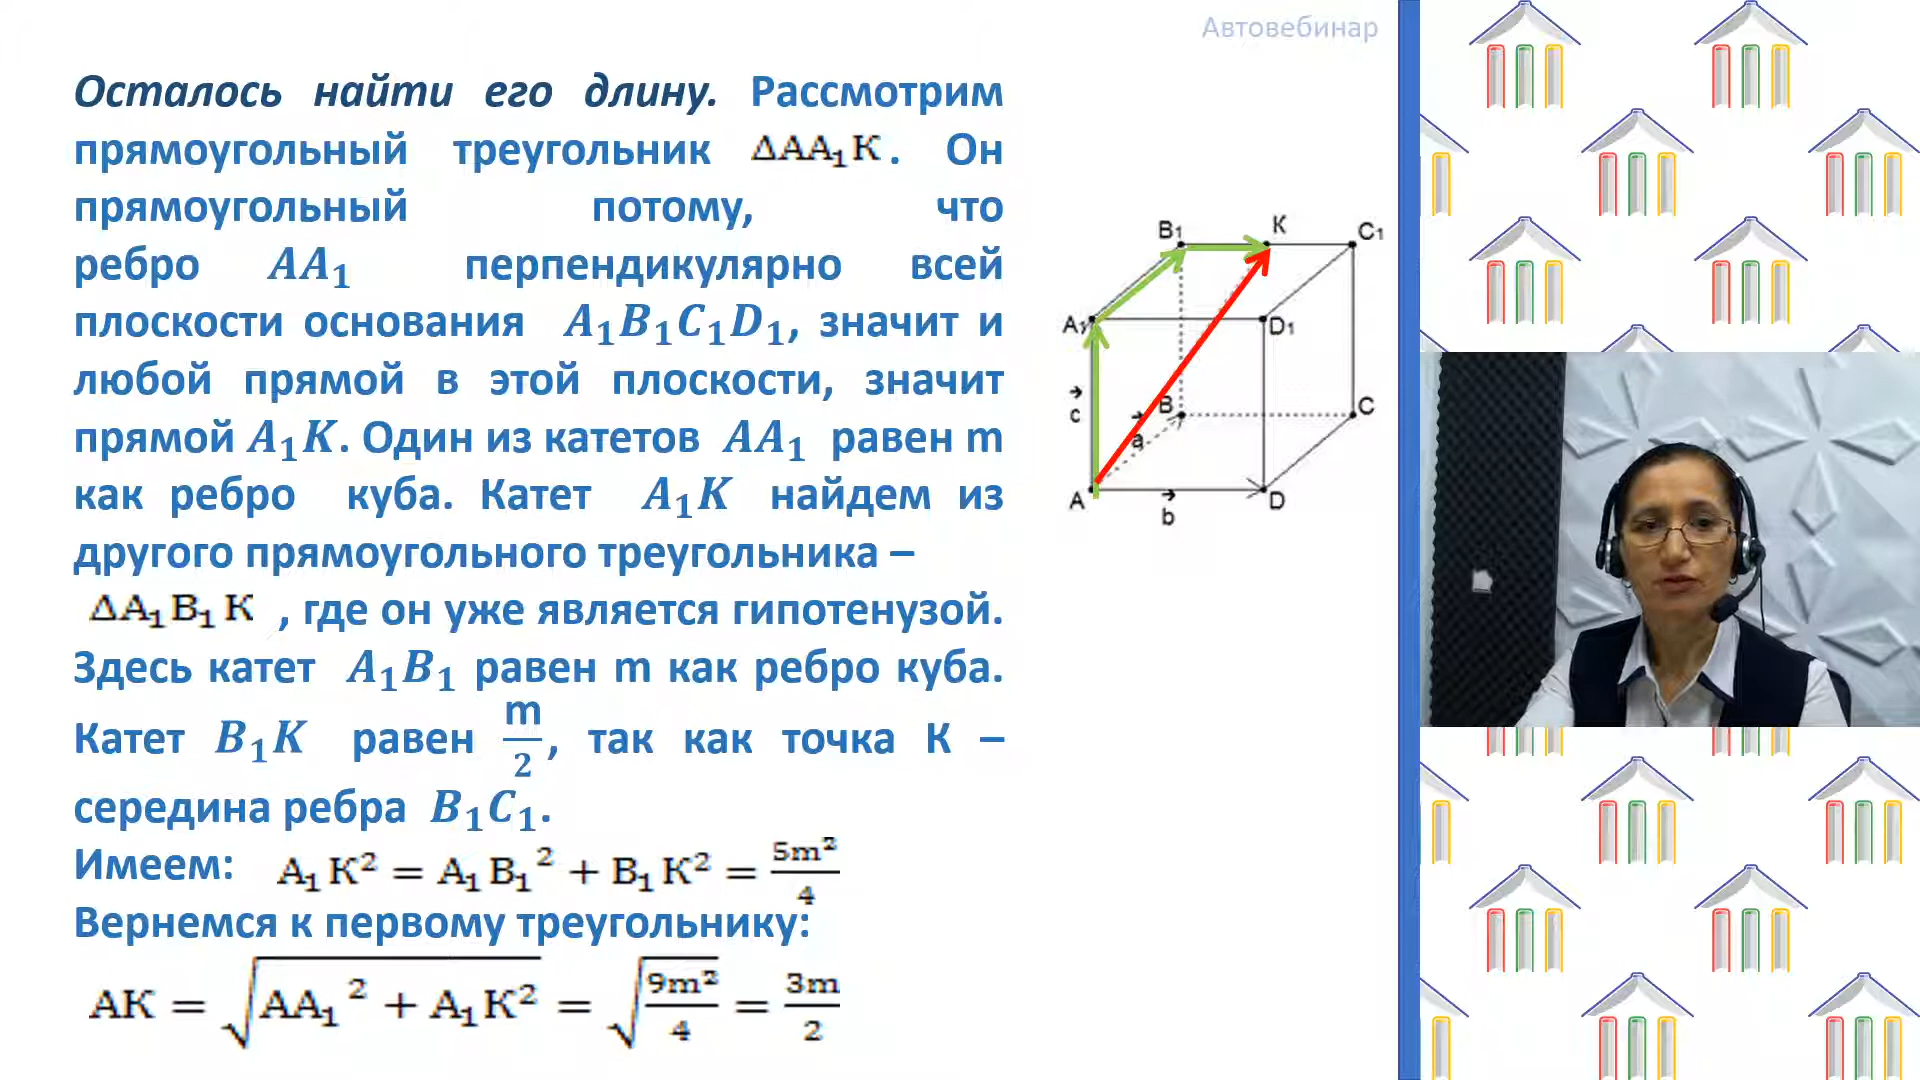 Автовебинар
Осталось найти его длину. Рассмотрим
прямоугольный треугольник ΔAA₁K. Он
прямоугольный потому, что
ребро AA₁ перпендикулярно всей
плоскости основания A₁B₁C₁D₁, значит и
любой прямой в этой плоскости, значит
прямой A₁K. Один из катетов AA₁ равен m
как ребро куба. Катет A₁K найдем из
другого прямоугольного треугольника –
ΔA₁B₁K , где он уже является гипотенузой.
Здесь катет A₁B₁ равен m как ребро куба.
Катет B₁K равен m/2, так как точка К –
середина ребра B₁C₁.
Имеем: A₁K² = A₁B₁² + B₁K² = 5m²/4
Вернемся к первому треугольнику:
AK = √(AA₁² + A₁K²) = √(9m²/4) = 3m/2
B₁ K C₁
A₁ D₁
c B C
a
A D
b